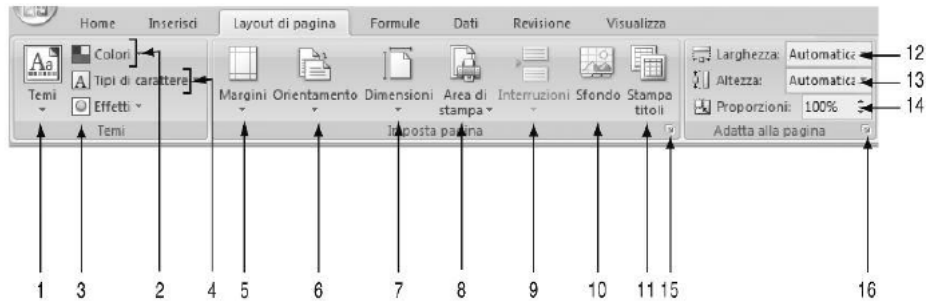 Home Inserisci Layout di pagina Formule Dati Revisione Visualizza
Colori
Tipi di carattere
Effetti
Temi
Temi
Margini Orientamento Dimensioni Area di stampa Interruzioni Sfondo Stampa titoli
Imposta pagina
Larghezza: Automatica
Altezza: Automatica
Proporzioni: 100%
Adatta alla pagina
12
13
14
1 3 2 4 5 6 7 8 9 10 11 15 16